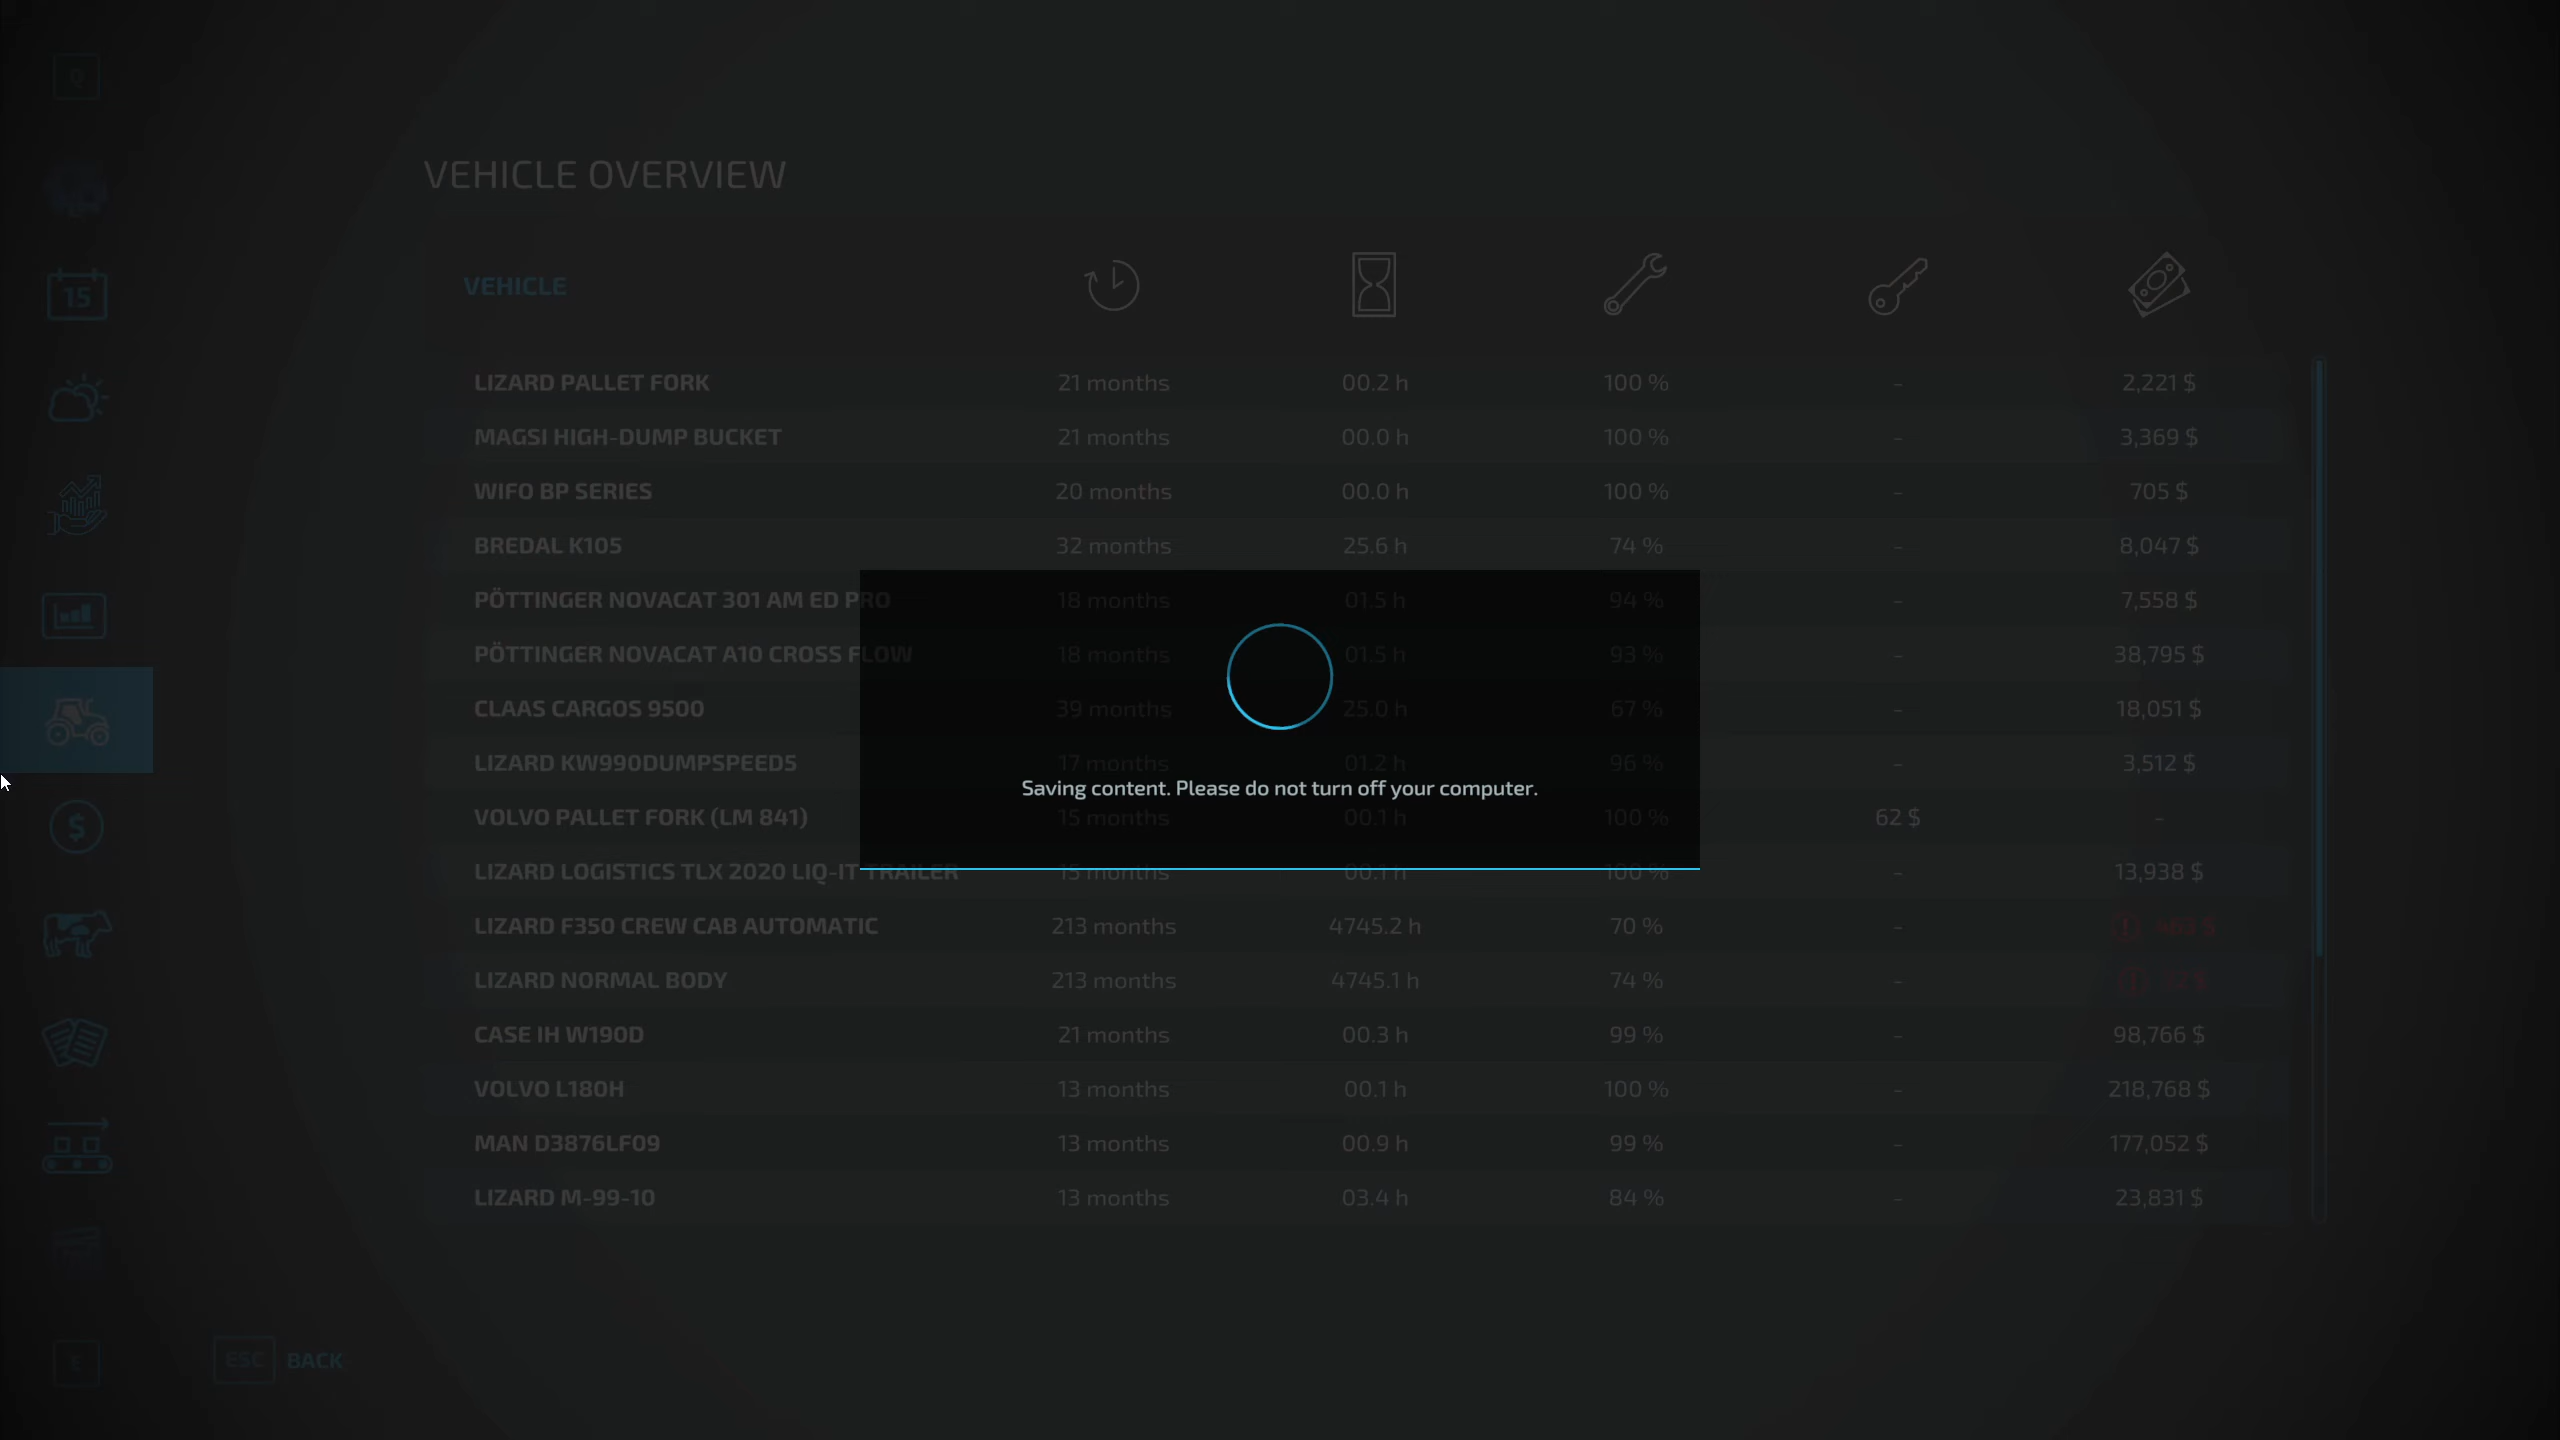 Q
VEHICLE OVERVIEW
15
VEHICLE
LIZARD PALLET FORK 21 months 00.2 h 100 % - 2,221 $
MAGSI HIGH-DUMP BUCKET 21 months 00.0 h 100 % - 3,369 $
WIFO BP SERIES 20 months 00.0 h 100 % - 705 $
BREDAL K105 32 months 25.6 h 74 % - 8,047 $
PÖTTINGER NOVACAT 301 AM ED PRO 18 months 01.5 h 94 % - 7,558 $
PÖTTINGER NOVACAT A10 CROSS FLOW 18 months 01.5 h 93 % - 38,795 $
CLAAS CARGOS 9500 39 months 25.0 h 67 % - 18,051 $
LIZARD KW990DUMPSPEED5 17 months 01.2 h 96 % - 3,512 $
Saving content. Please do not turn off your computer.
VOLVO PALLET FORK (LM 841) 15 months 00.1 h 100 % 62 $ -
$
LIZARD LOGISTICS TLX 2020 LIQ-IT TRAILER 15 months 00.1 h 100 % - 13,938 $
LIZARD F350 CREW CAB AUTOMATIC 213 months 4745.2 h 70 % - 463 $
LIZARD NORMAL BODY 213 months 4745.1 h 74 % -
CASE IH W190D 21 months 00.3 h 99 % - 98,766 $
VOLVO L180H 13 months 00.1 h 100 % - 218,768 $
MAN D3876LF09 13 months 00.9 h 99 % - 177,052 $
LIZARD M-99-10 13 months 03.4 h 84 % - 23,831 $
E
ESC BACK